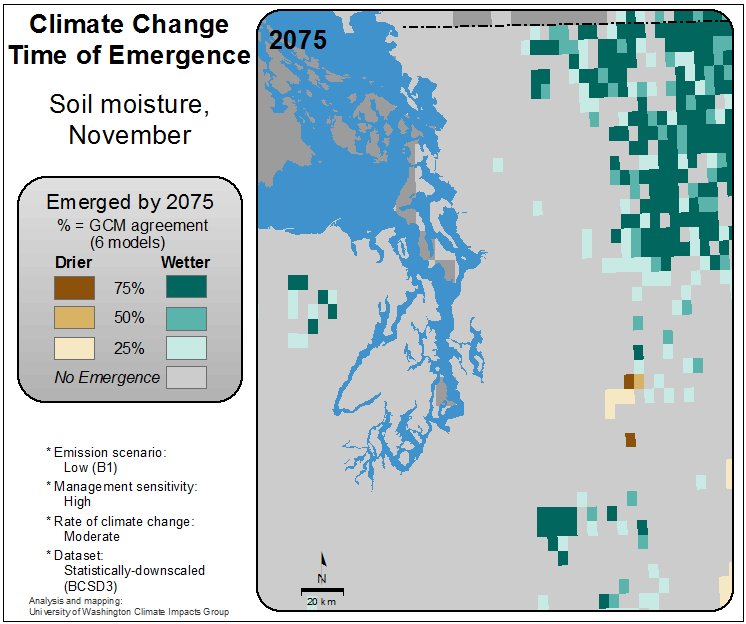 Climate Change
Time of Emergence
Soil moisture,
November
Emerged by 2075
% = GCM agreement
(6 models)
Drier Wetter
75%
50%
25%
No Emergence
* Emission scenario:
Low (B1)
* Management sensitivity:
High
* Rate of climate change:
Moderate
* Dataset:
Statistically-downscaled
(BCSD3)
Analysis and mapping:
University of Washington Climate Impacts Group
2075
N
20 km